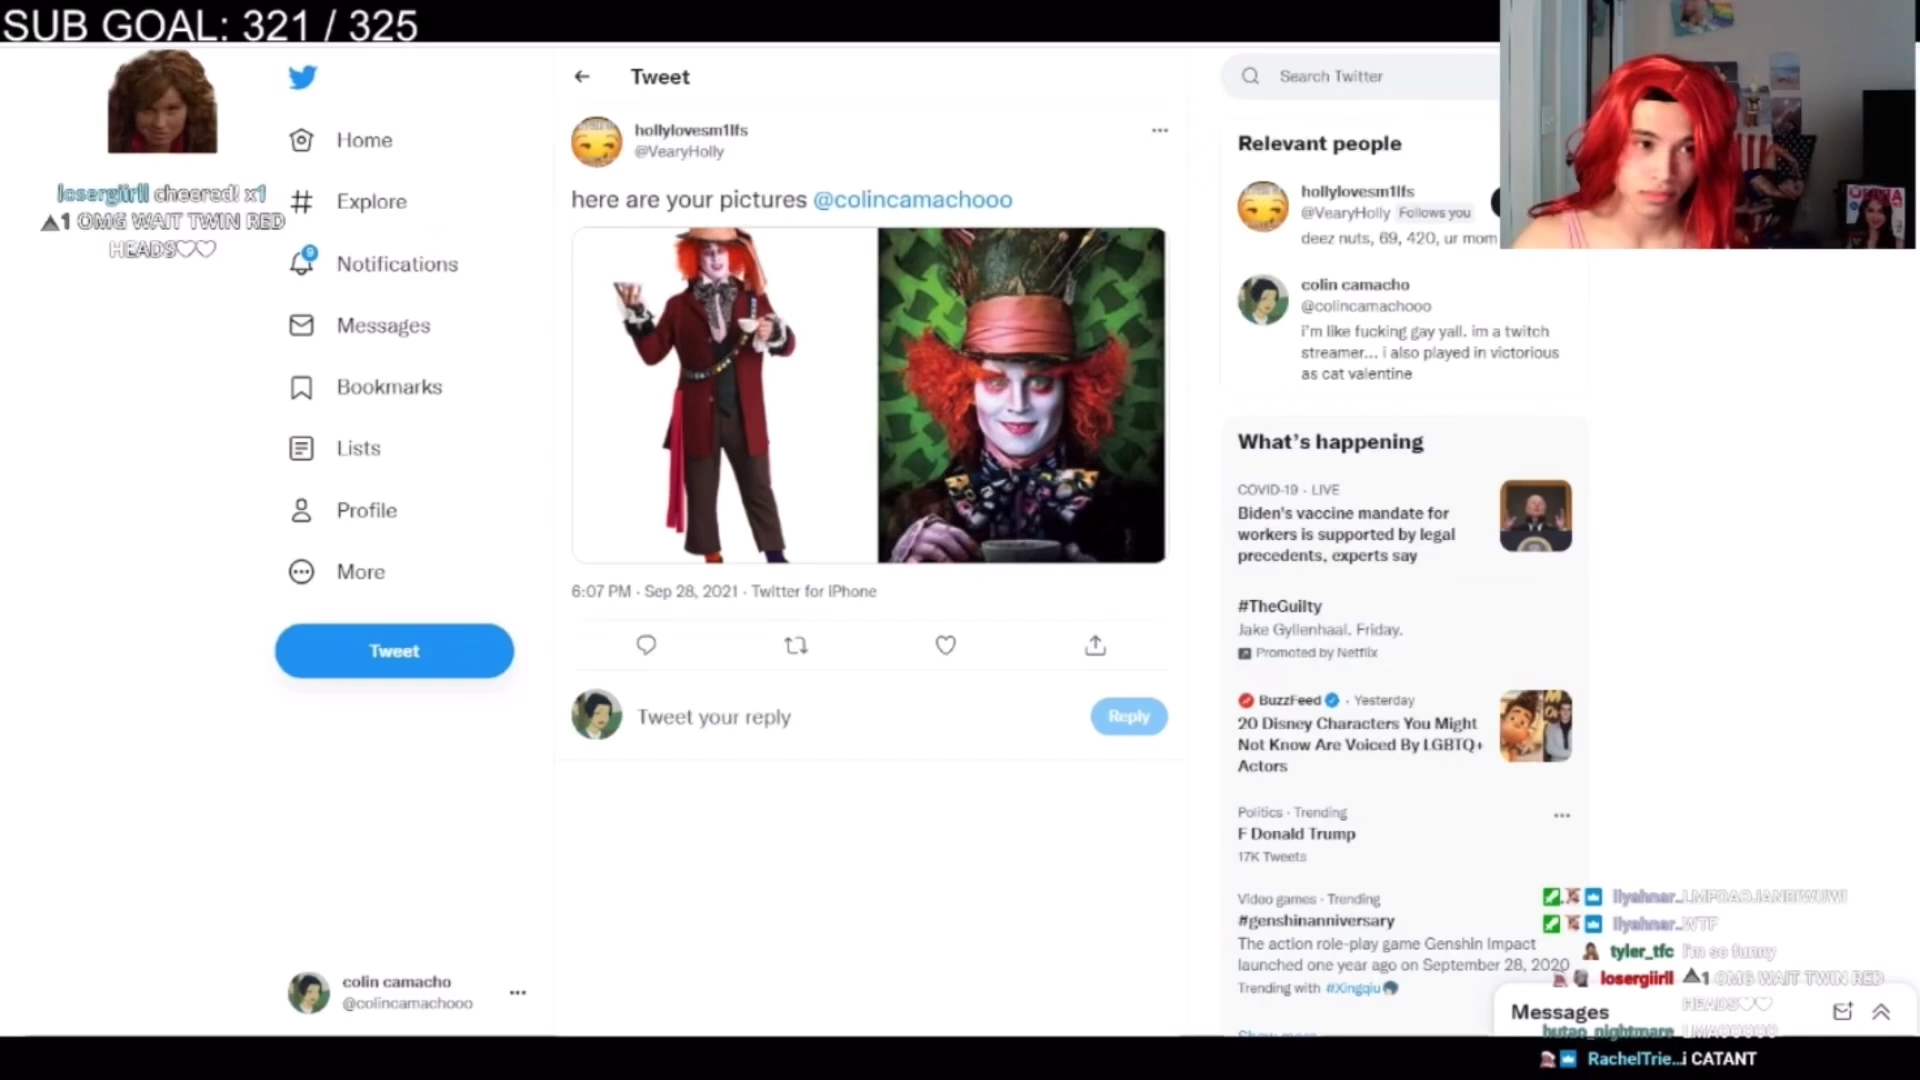 SUB GOAL: 321 / 325
losergiirll cheered! x1
1 OMG WAIT TWIN RED
HEADS♡♡
Home
Explore
9
Notifications
Messages
Bookmarks
Lists
Profile
More
Tweet
colin camacho
@colincamachooo
Tweet
hollylovesm1lfs
@VearyHolly
here are your pictures @colincamachooo
6:07 PM · Sep 28, 2021 · Twitter for iPhone
Tweet your reply
Reply
Search Twitter
Relevant people
hollylovesm1lfs
@VearyHolly Follows you
deez nuts, 69, 420, ur mom
colin camacho
@colincamachooo
i'm like fucking gay yall. im a twitch
streamer... i also played in victorious
as cat valentine
What's happening
COVID-19 · LIVE
Biden's vaccine mandate for
workers is supported by legal
precedents, experts say
#TheGuilty
Jake Gyllenhaal. Friday.
Promoted by Netflix
BuzzFeed · Yesterday
20 Disney Characters You Might
Not Know Are Voiced By LGBTQ+
Actors
Politics · Trending
F Donald Trump
17K Tweets
Video games · Trending
#genshinanniversary
The action role-play game Genshin Impact
launched one year ago on September 28, 2020
Trending with #Xingqiu
Show more
WTF
tyler_tfc i'm so funny
losergiirll 1 OMG WAIT TWIN RED
HEADS♡♡
Messages
hutao_nightmare
RachelTrie...i CATANT